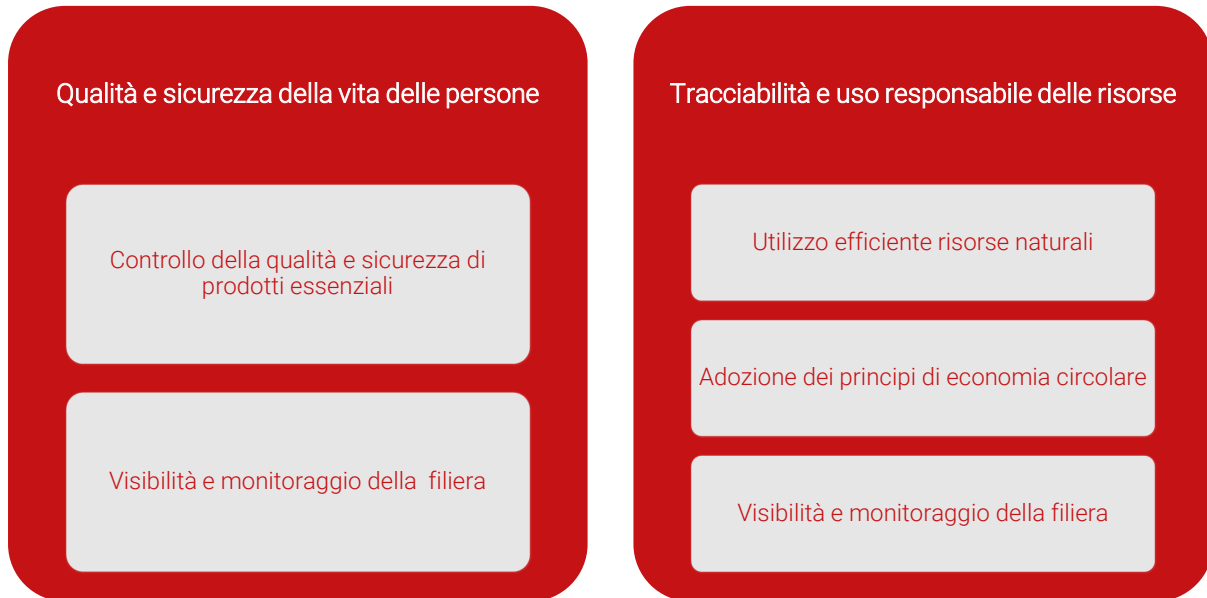 Qualità e sicurezza della vita delle persone
Controllo della qualità e sicurezza di
prodotti essenziali
Visibilità e monitoraggio della  filiera
Tracciabilità e uso responsabile delle risorse
Utilizzo efficiente risorse naturali
Adozione dei principi di economia circolare
Visibilità e monitoraggio della filiera